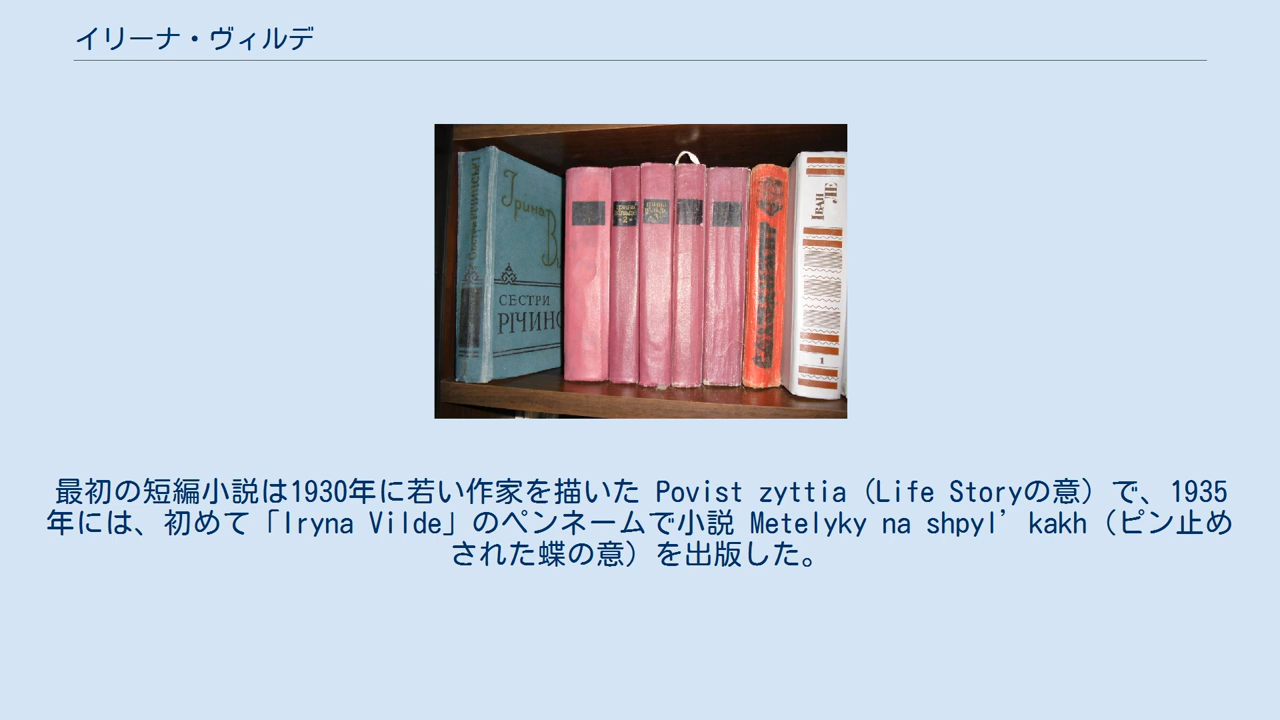 イリーナ・ヴィルデ
Ірина
СЕСТРИ
ІВАН
ЛЕ
2
1
最初の短編小説は1930年に若い作家を描いた Povist zyttia（Life Storyの意）で、1935
年には、初めて「Iryna Vilde」のペンネームで小説 Metelyky na shpyl’kakh（ピン止め
された蝶の意）を出版した。